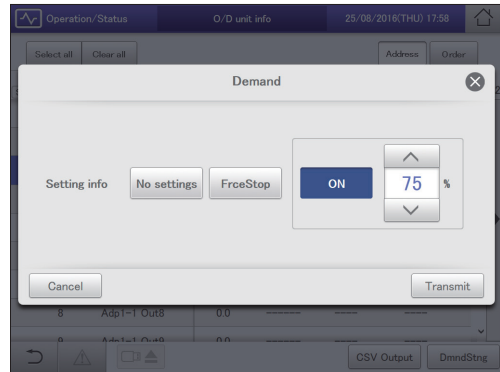 Operation/Status O/D unit info 25/08/2016(THU) 17:58
Select all Clear all Address Order
Demand
Setting info No settings FrceStop ON 75 %
Cancel Transmit
8 Adp1-1 Out8 0.0 ------ ---- ----
CSV Output DmndStng